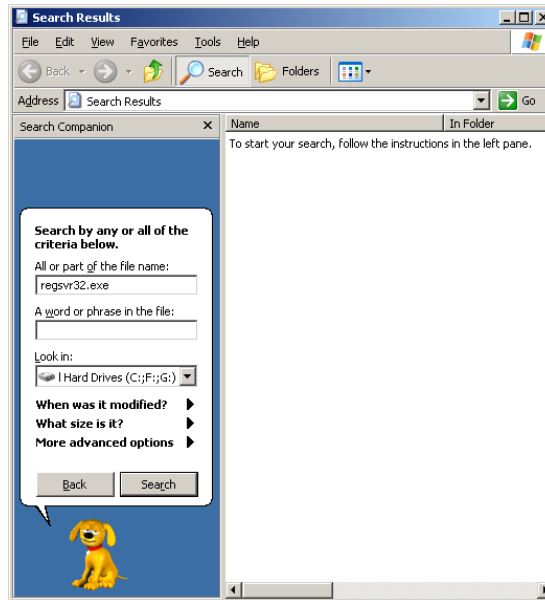 Search Results
File Edit View Favorites Tools Help
Back Search Folders
Address Search Results Go
Search Companion
Name In Folder
To start your search, follow the instructions in the left pane.
Search by any or all of the
criteria below.
All or part of the file name:
regsvr32.exe
A word or phrase in the file:
Look in:
l Hard Drives (C:;F:;G:)
When was it modified?
What size is it?
More advanced options
Back Search